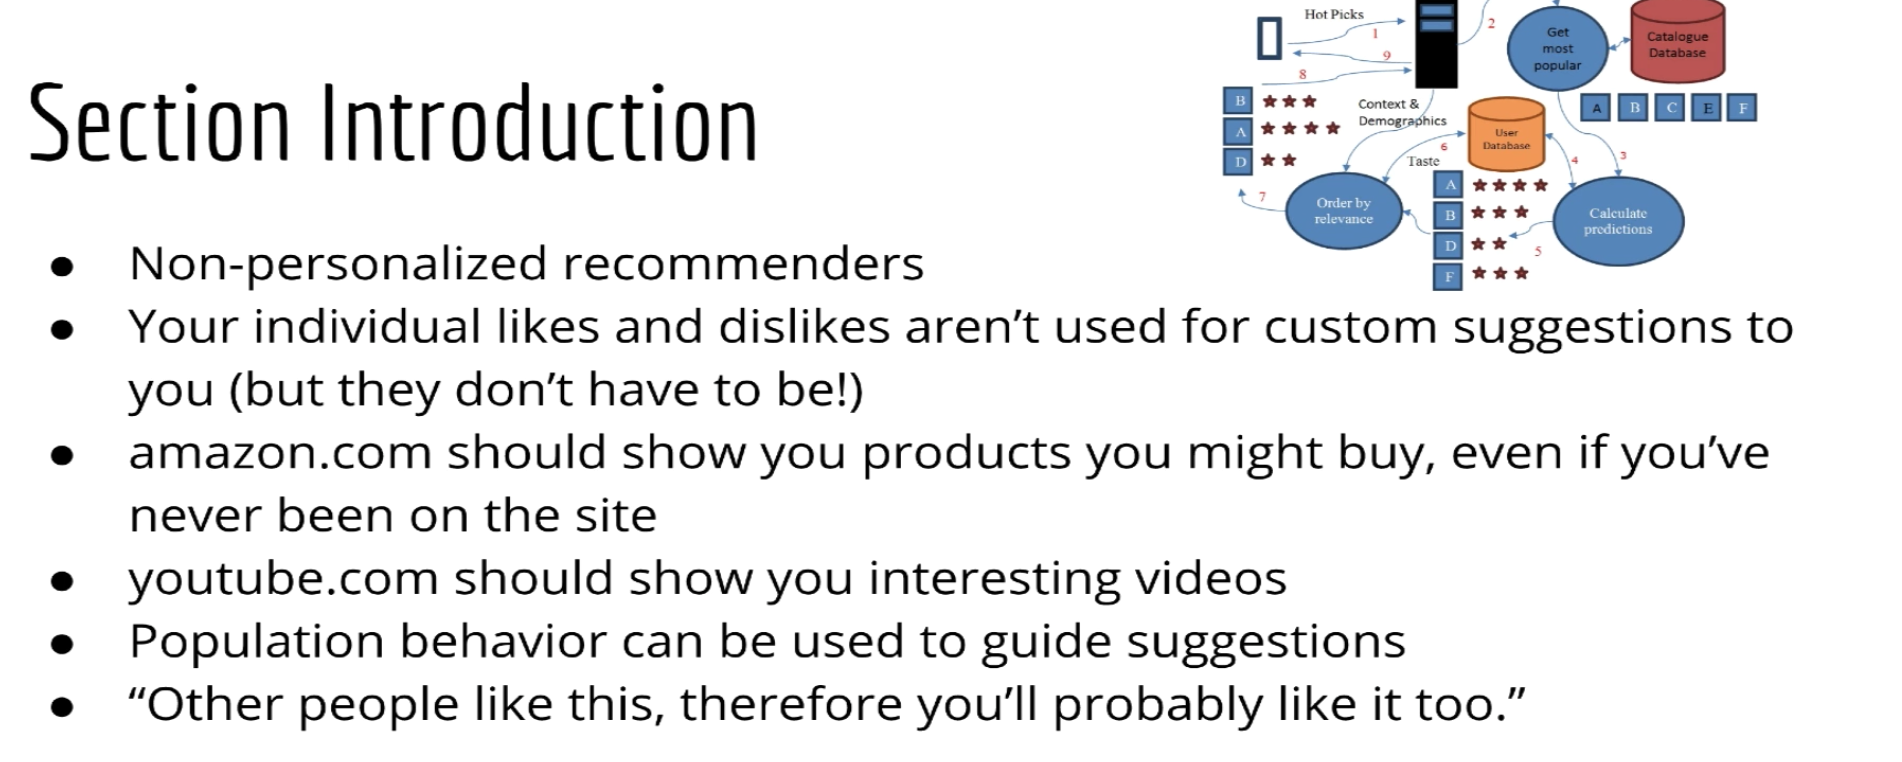 Section Introduction
● Non-personalized recommenders
● Your individual likes and dislikes aren’t used for custom suggestions to
you (but they don’t have to be!)
● amazon.com should show you products you might buy, even if you’ve
never been on the site
● youtube.com should show you interesting videos
● Population behavior can be used to guide suggestions
● “Other people like this, therefore you’ll probably like it too.”
Hot Picks
1
2
9
8
Get
most
popular
Catalogue
Database
A B C E F
B
A
D
Context &
Demographics
User
Database
6
Taste
4
3
7
Order by
relevance
A
B
D
F
5
Calculate
predictions